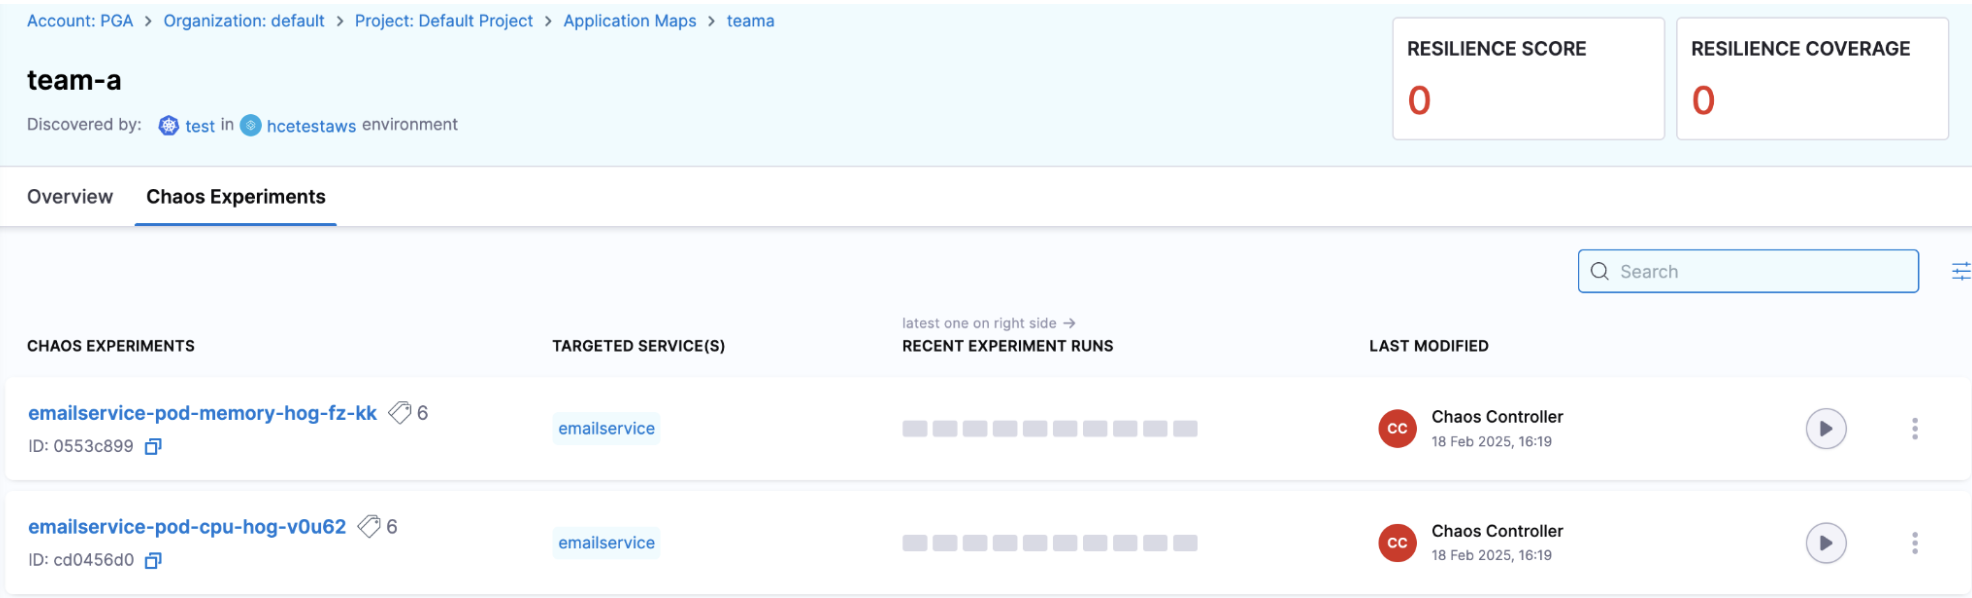 Account: PGA > Organization: default > Project: Default Project > Application Maps > teama
team-a
Discovered by: test in hcetestaws environment
RESILIENCE SCORE
0
RESILIENCE COVERAGE
0
Overview
Chaos Experiments
Search
latest one on right side →
CHAOS EXPERIMENTS
TARGETED SERVICE(S)
RECENT EXPERIMENT RUNS
LAST MODIFIED
emailservice-pod-memory-hog-fz-kk 6
ID: 0553c899
emailservice
CC
Chaos Controller
18 Feb 2025, 16:19
emailservice-pod-cpu-hog-v0u62 6
ID: cd0456d0
emailservice
CC
Chaos Controller
18 Feb 2025, 16:19